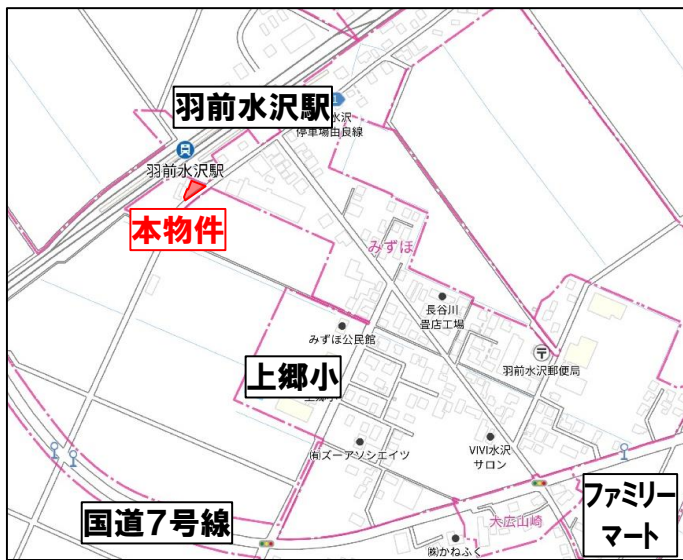 羽前水沢駅
水沢
停車場由良線
羽前水沢駅
本物件
みずほ
長谷川
畳店工場
みずほ公民館
羽前水沢郵便局
上郷小
㈲ズーアソシエイツ
VIVI水沢
サロン
ファミリー
マート
国道7号線
大広山崎
㈱かねふく